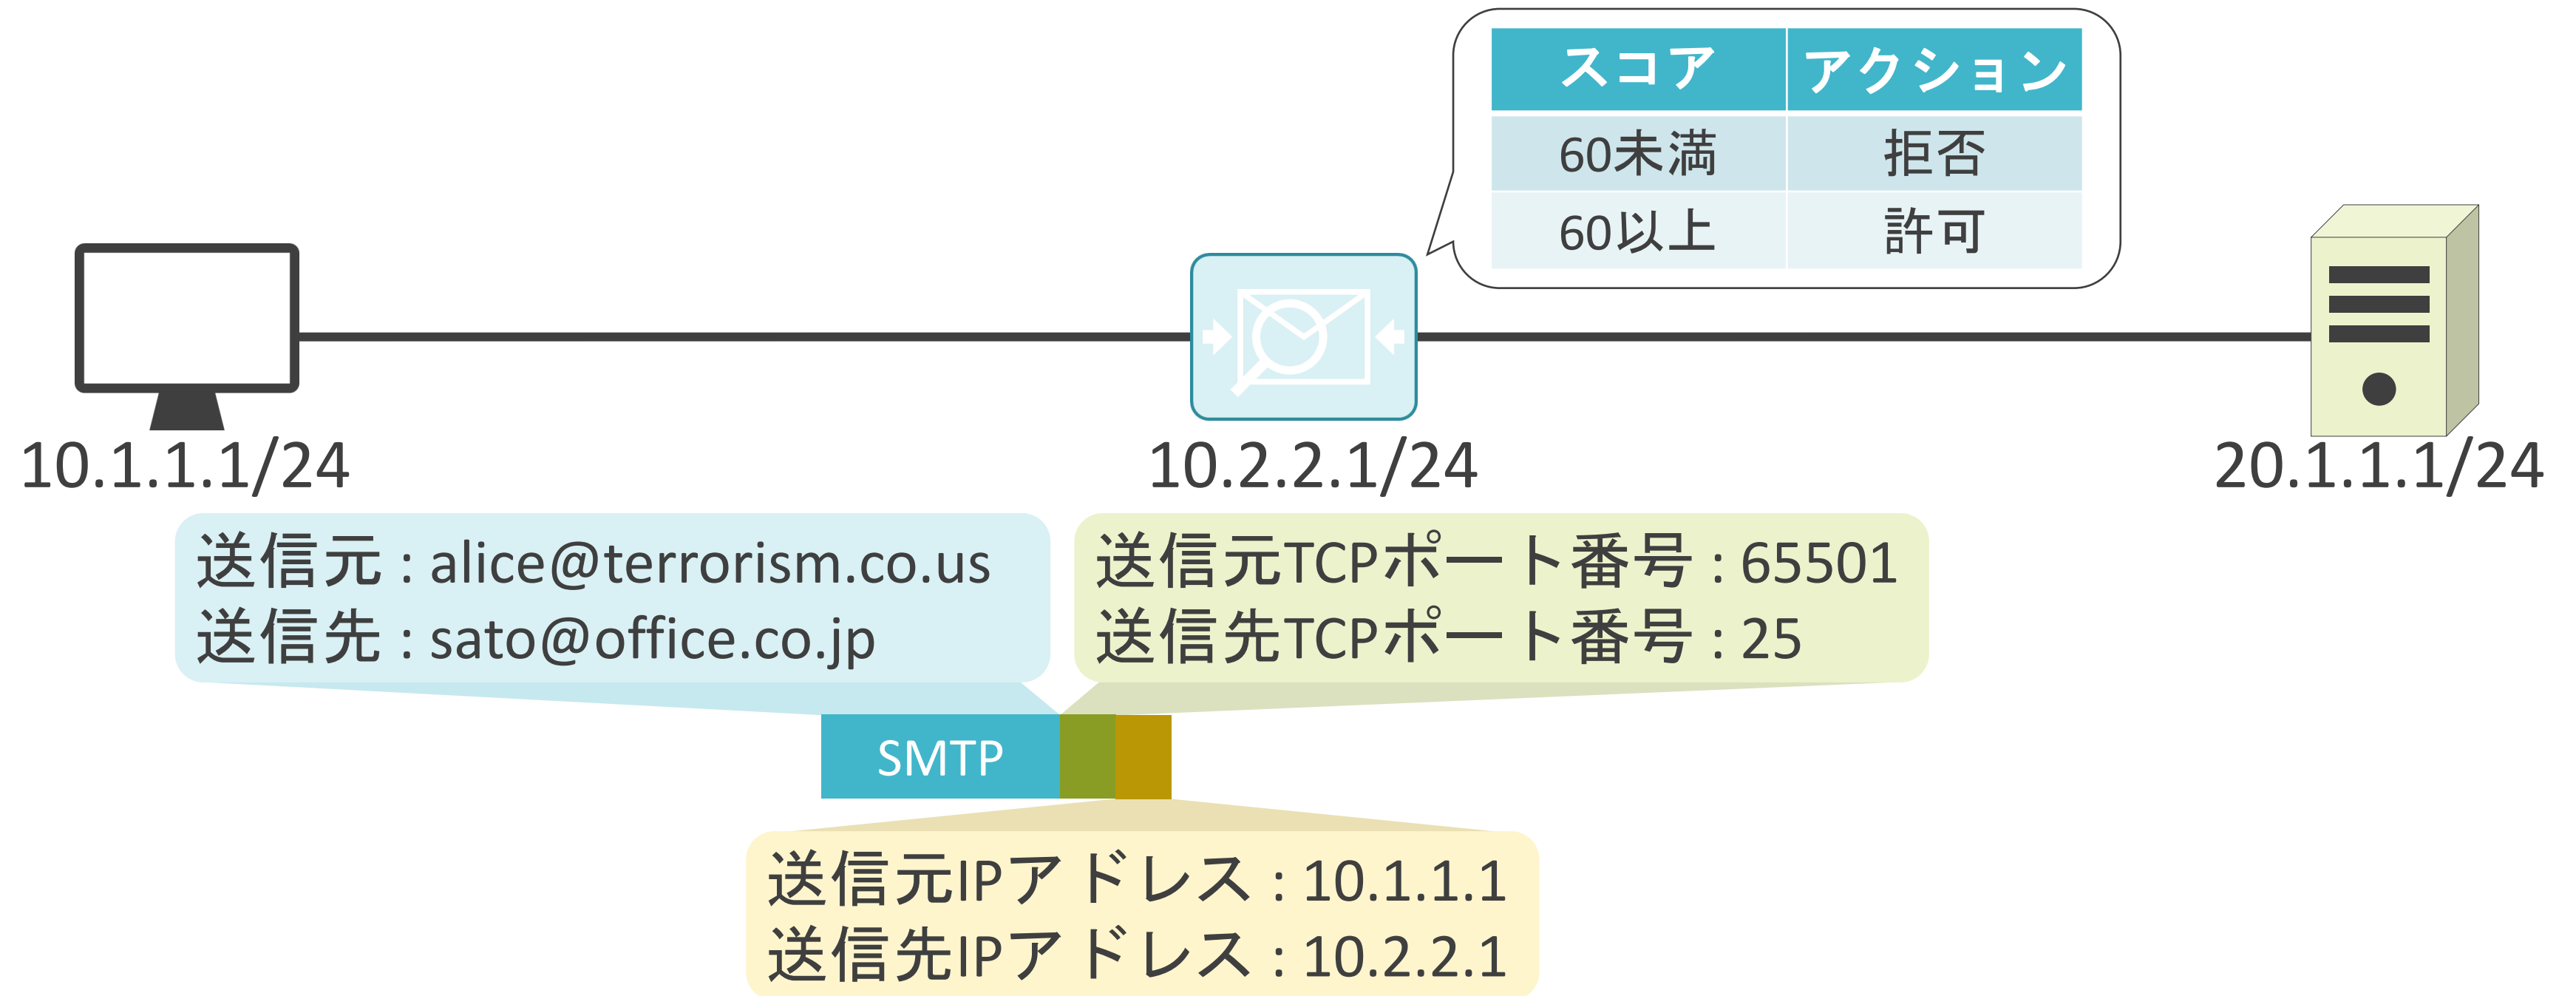 スコア アクション
60未満 拒否
60以上 許可
10.1.1.1/24
10.2.2.1/24
20.1.1.1/24
送信元 : alice@terrorism.co.us
送信先 : sato@office.co.jp
送信元TCPポート番号 : 65501
送信先TCPポート番号 : 25
SMTP
送信元IPアドレス : 10.1.1.1
送信先IPアドレス : 10.2.2.1